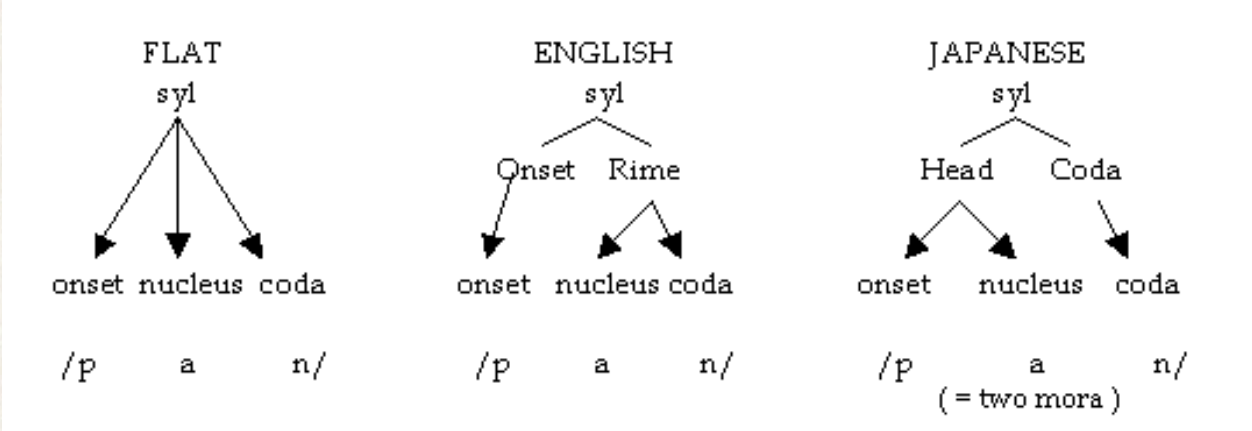 FLAT ENGLISH JAPANESE
syl syl syl
Onset Rime Head Coda
onset nucleus coda onset nucleus coda onset nucleus coda
/p a n/ /p a n/ /p a n/
( = two mora )